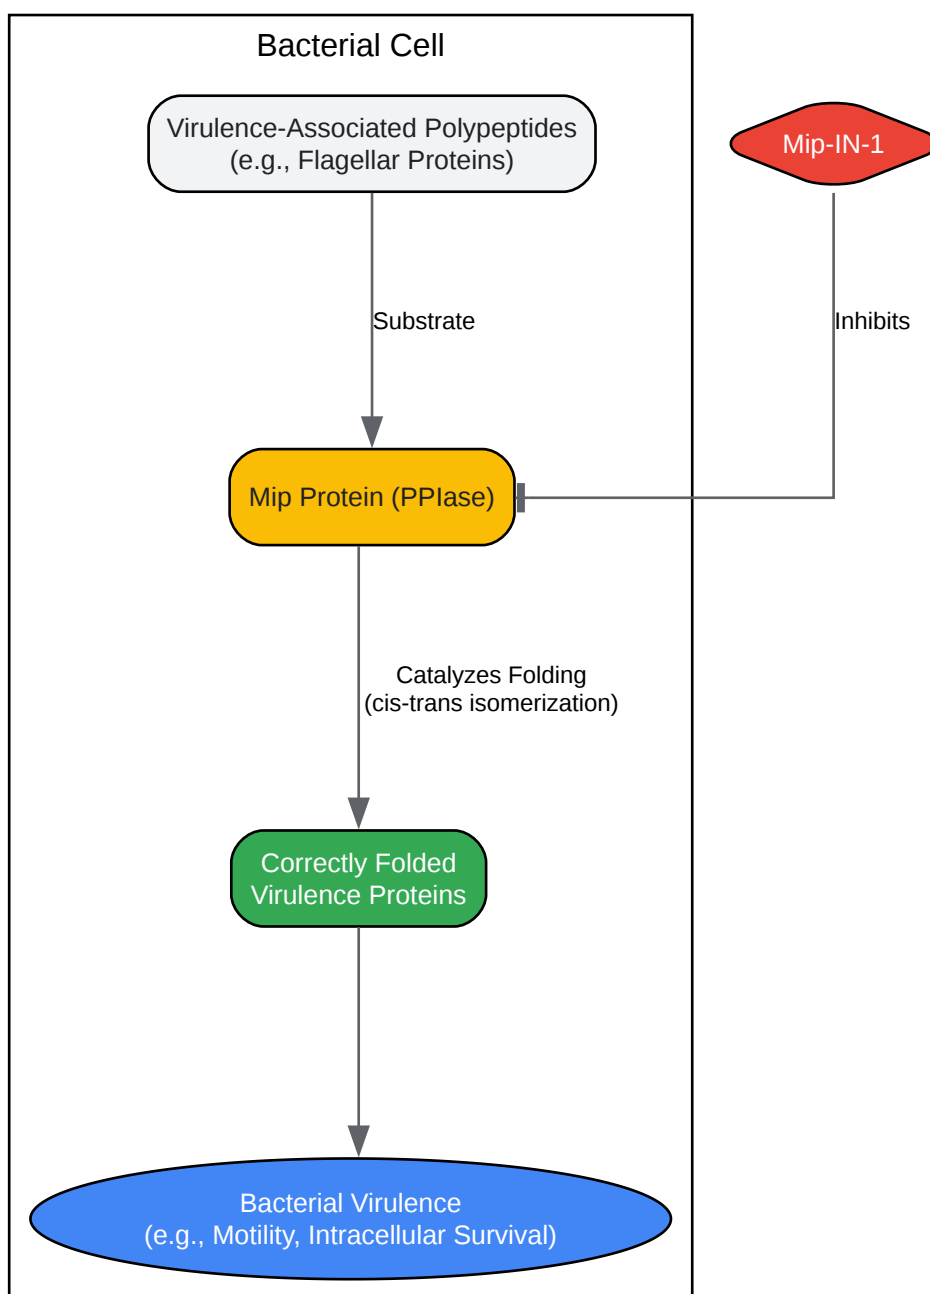 Bacterial Cell
Virulence-Associated Polypeptides
(e.g., Flagellar Proteins)
Mip-IN-1
Substrate
Inhibits
Mip Protein (PPIase)
Catalyzes Folding
(cis-trans isomerization)
Correctly Folded
Virulence Proteins
Bacterial Virulence
(e.g., Motility, Intracellular Survival)